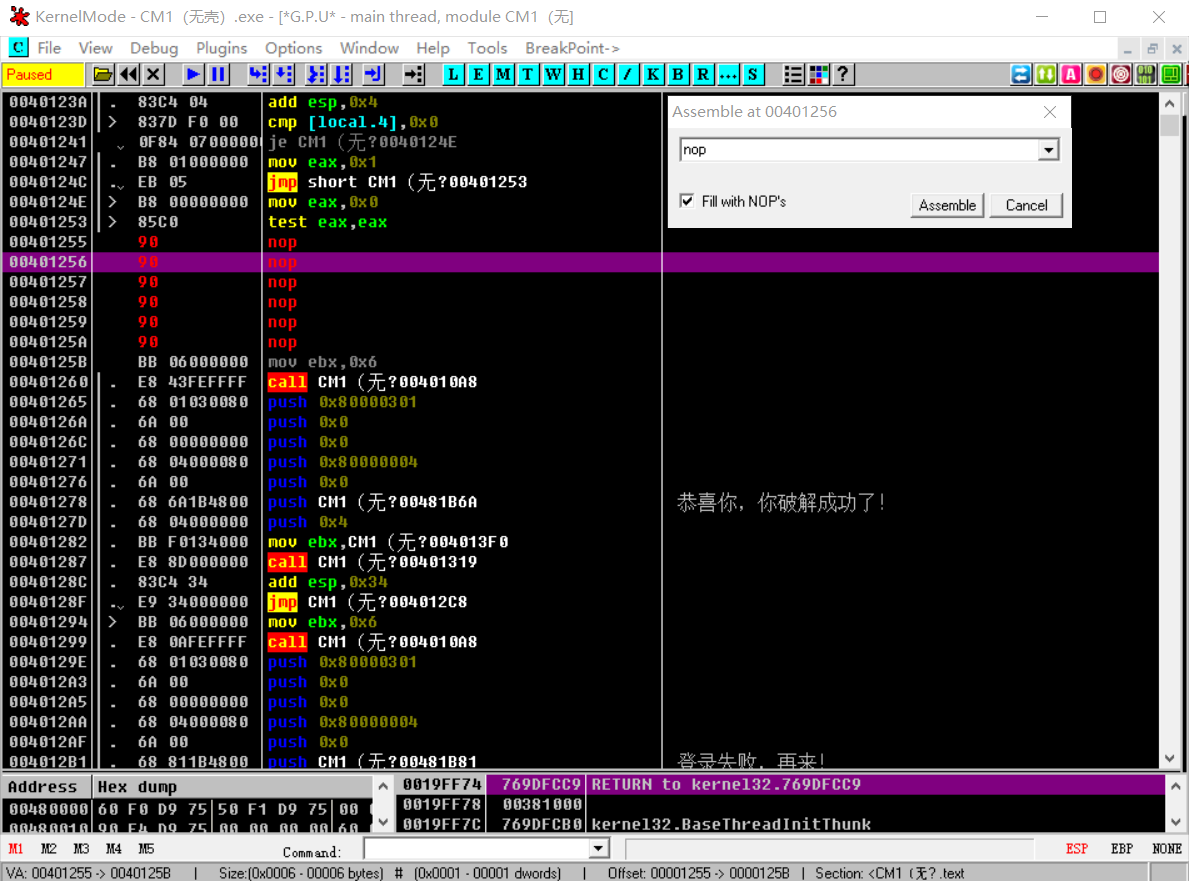 KernelMode - CM1（无壳）.exe - [*G.P.U* - main thread, module CM1（无]
C File View Debug Plugins Options Window Help Tools BreakPoint->
Paused L E M T W H C / K B R ... S ? A
0040123A . 83C4 04 add esp,0x4
0040123D > 837D F0 00 cmp [local.4],0x0
00401241 0F84 0700000 je CM1（无?0040124E
00401247 . B8 01000000 mov eax,0x1
0040124C . EB 05 jmp short CM1（无?00401253
0040124E > B8 00000000 mov eax,0x0
00401253 > 85C0 test eax,eax
00401255 90 nop
00401256 90 nop
00401257 90 nop
00401258 90 nop
00401259 90 nop
0040125A 90 nop
0040125B BB 06000000 mov ebx,0x6
00401260 . E8 43FEFFFF call CM1（无?004010A8
00401265 . 68 01030080 push 0x80000301
0040126A . 6A 00 push 0x0
0040126C . 68 00000000 push 0x0
00401271 . 68 04000080 push 0x80000004
00401276 . 6A 00 push 0x0
00401278 . 68 6A1B4800 push CM1（无?00481B6A 恭喜你，你破解成功了！
0040127D . 68 04000000 push 0x4
00401282 . BB F0134000 mov ebx,CM1（无?004013F0
00401287 . E8 8D000000 call CM1（无?00401319
0040128C . 83C4 34 add esp,0x34
0040128F . E9 34000000 jmp CM1（无?004012C8
00401294 > BB 06000000 mov ebx,0x6
00401299 . E8 0AFEFFFF call CM1（无?004010A8
0040129E . 68 01030080 push 0x80000301
004012A3 . 6A 00 push 0x0
004012A5 . 68 00000000 push 0x0
004012AA . 68 04000080 push 0x80000004
004012AF . 6A 00 push 0x0
004012B1 . 68 811B4800 push CM1（无?00481B81 登录失败，再来！
Assemble at 00401256
nop
Fill with NOP's
Assemble Cancel
Address Hex dump
00480000 60 F0 D9 75 50 F1 D9 75 00
00480010 90 E4 D9 75 00 00 00 00 60
0019FF74 769DFCC9 RETURN to kernel32.769DFCC9
0019FF78 00381000
0019FF7C 769DFCB0 kernel32.BaseThreadInitThunk
M1 M2 M3 M4 M5 Command: ESP EBP NONE
VA: 00401255 -> 0040125B | Size:(0x0006 - 00006 bytes) # (0x0001 - 0001 dwords) | Offset: 00001255 -> 0000125B | Section: <CM1（无?.text